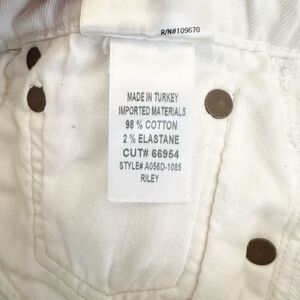 R/N#109670
MADE IN TURKEY
IMPORTED MATERIALS
98 % COTTON
2 % ELASTANE
CUT# 66954
STYLE# A056D-1085
RILEY